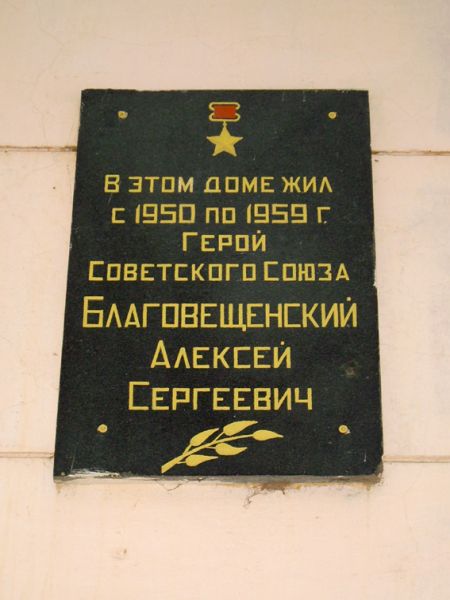 В этом доме жил
с 1950 по 1959 г.
Герой
Советского Союза
Благовещенский
Алексей
Сергеевич